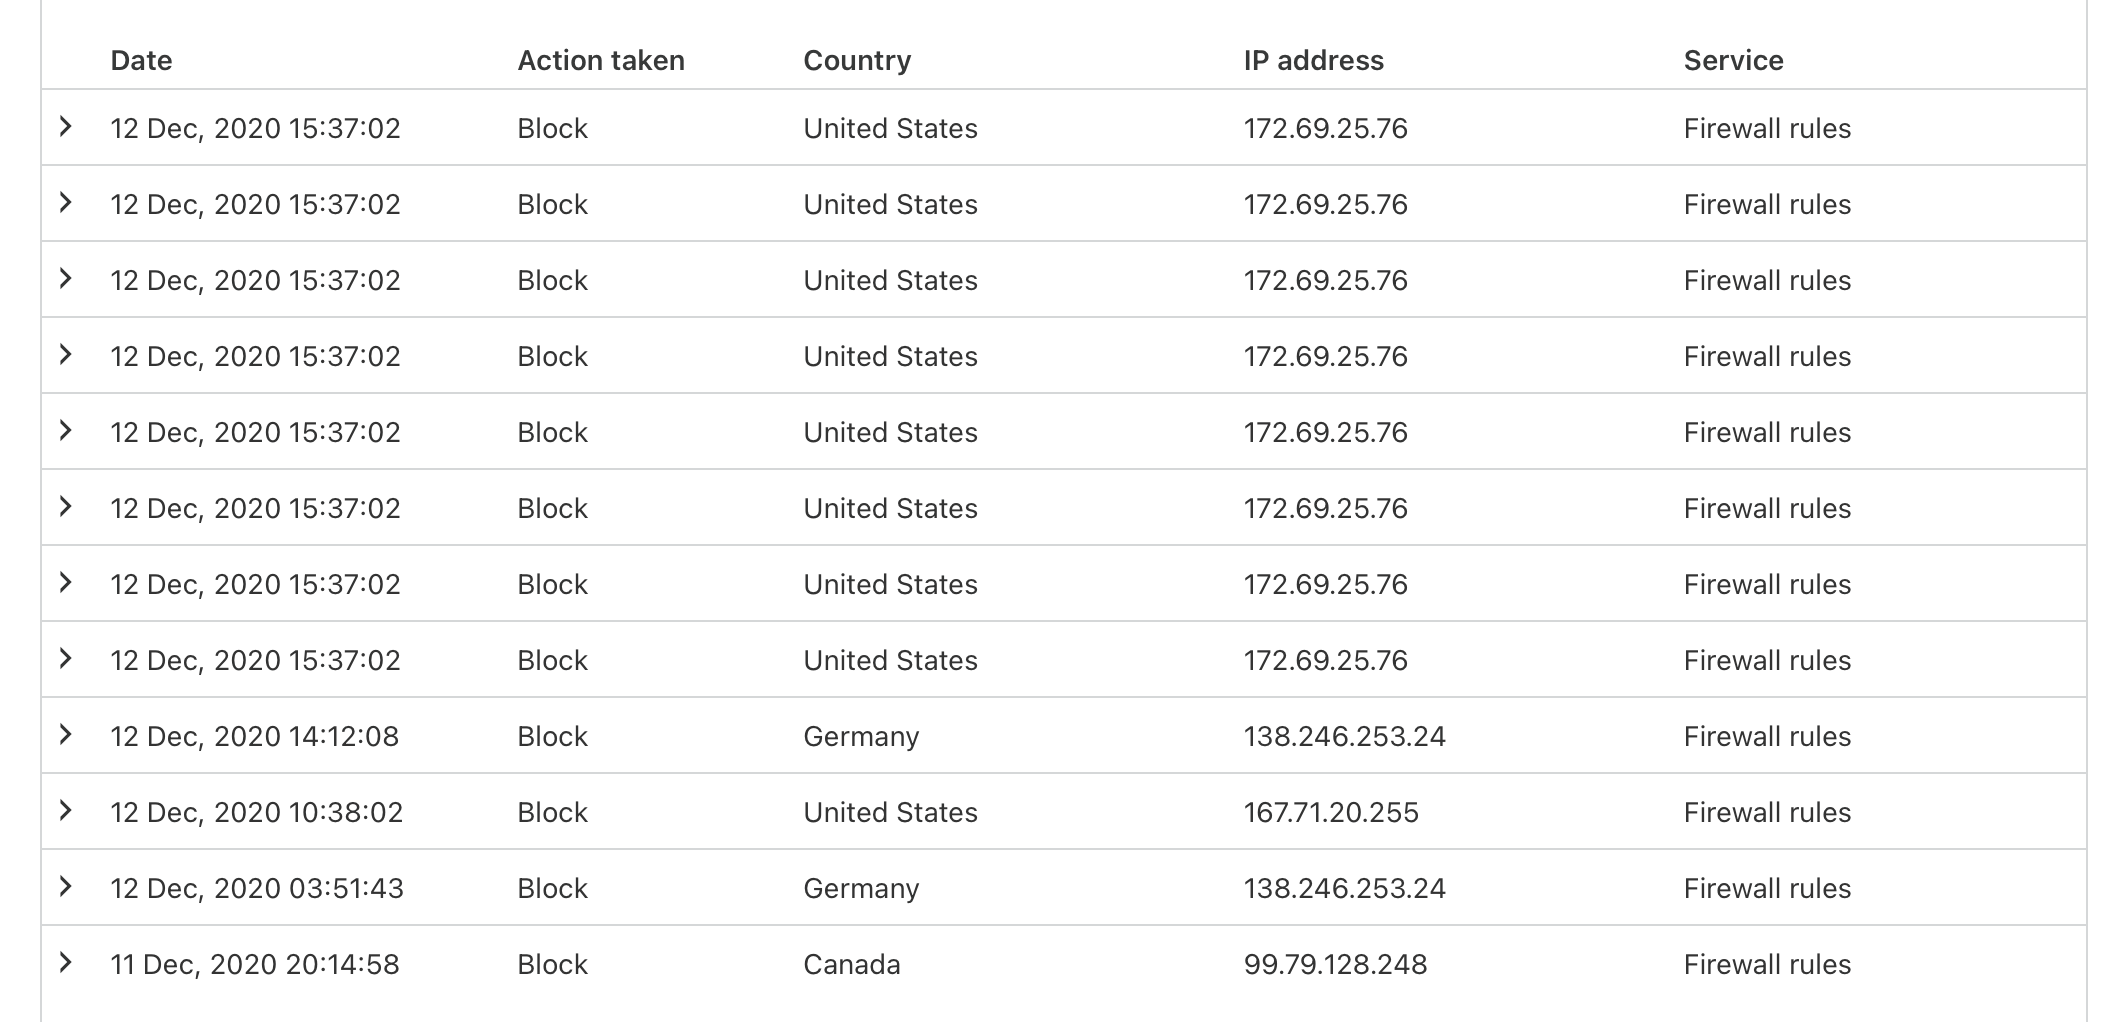 Date Action taken Country IP address Service
12 Dec, 2020 15:37:02 Block United States 172.69.25.76 Firewall rules
12 Dec, 2020 15:37:02 Block United States 172.69.25.76 Firewall rules
12 Dec, 2020 15:37:02 Block United States 172.69.25.76 Firewall rules
12 Dec, 2020 15:37:02 Block United States 172.69.25.76 Firewall rules
12 Dec, 2020 15:37:02 Block United States 172.69.25.76 Firewall rules
12 Dec, 2020 15:37:02 Block United States 172.69.25.76 Firewall rules
12 Dec, 2020 15:37:02 Block United States 172.69.25.76 Firewall rules
12 Dec, 2020 15:37:02 Block United States 172.69.25.76 Firewall rules
12 Dec, 2020 14:12:08 Block Germany 138.246.253.24 Firewall rules
12 Dec, 2020 10:38:02 Block United States 167.71.20.255 Firewall rules
12 Dec, 2020 03:51:43 Block Germany 138.246.253.24 Firewall rules
11 Dec, 2020 20:14:58 Block Canada 99.79.128.248 Firewall rules